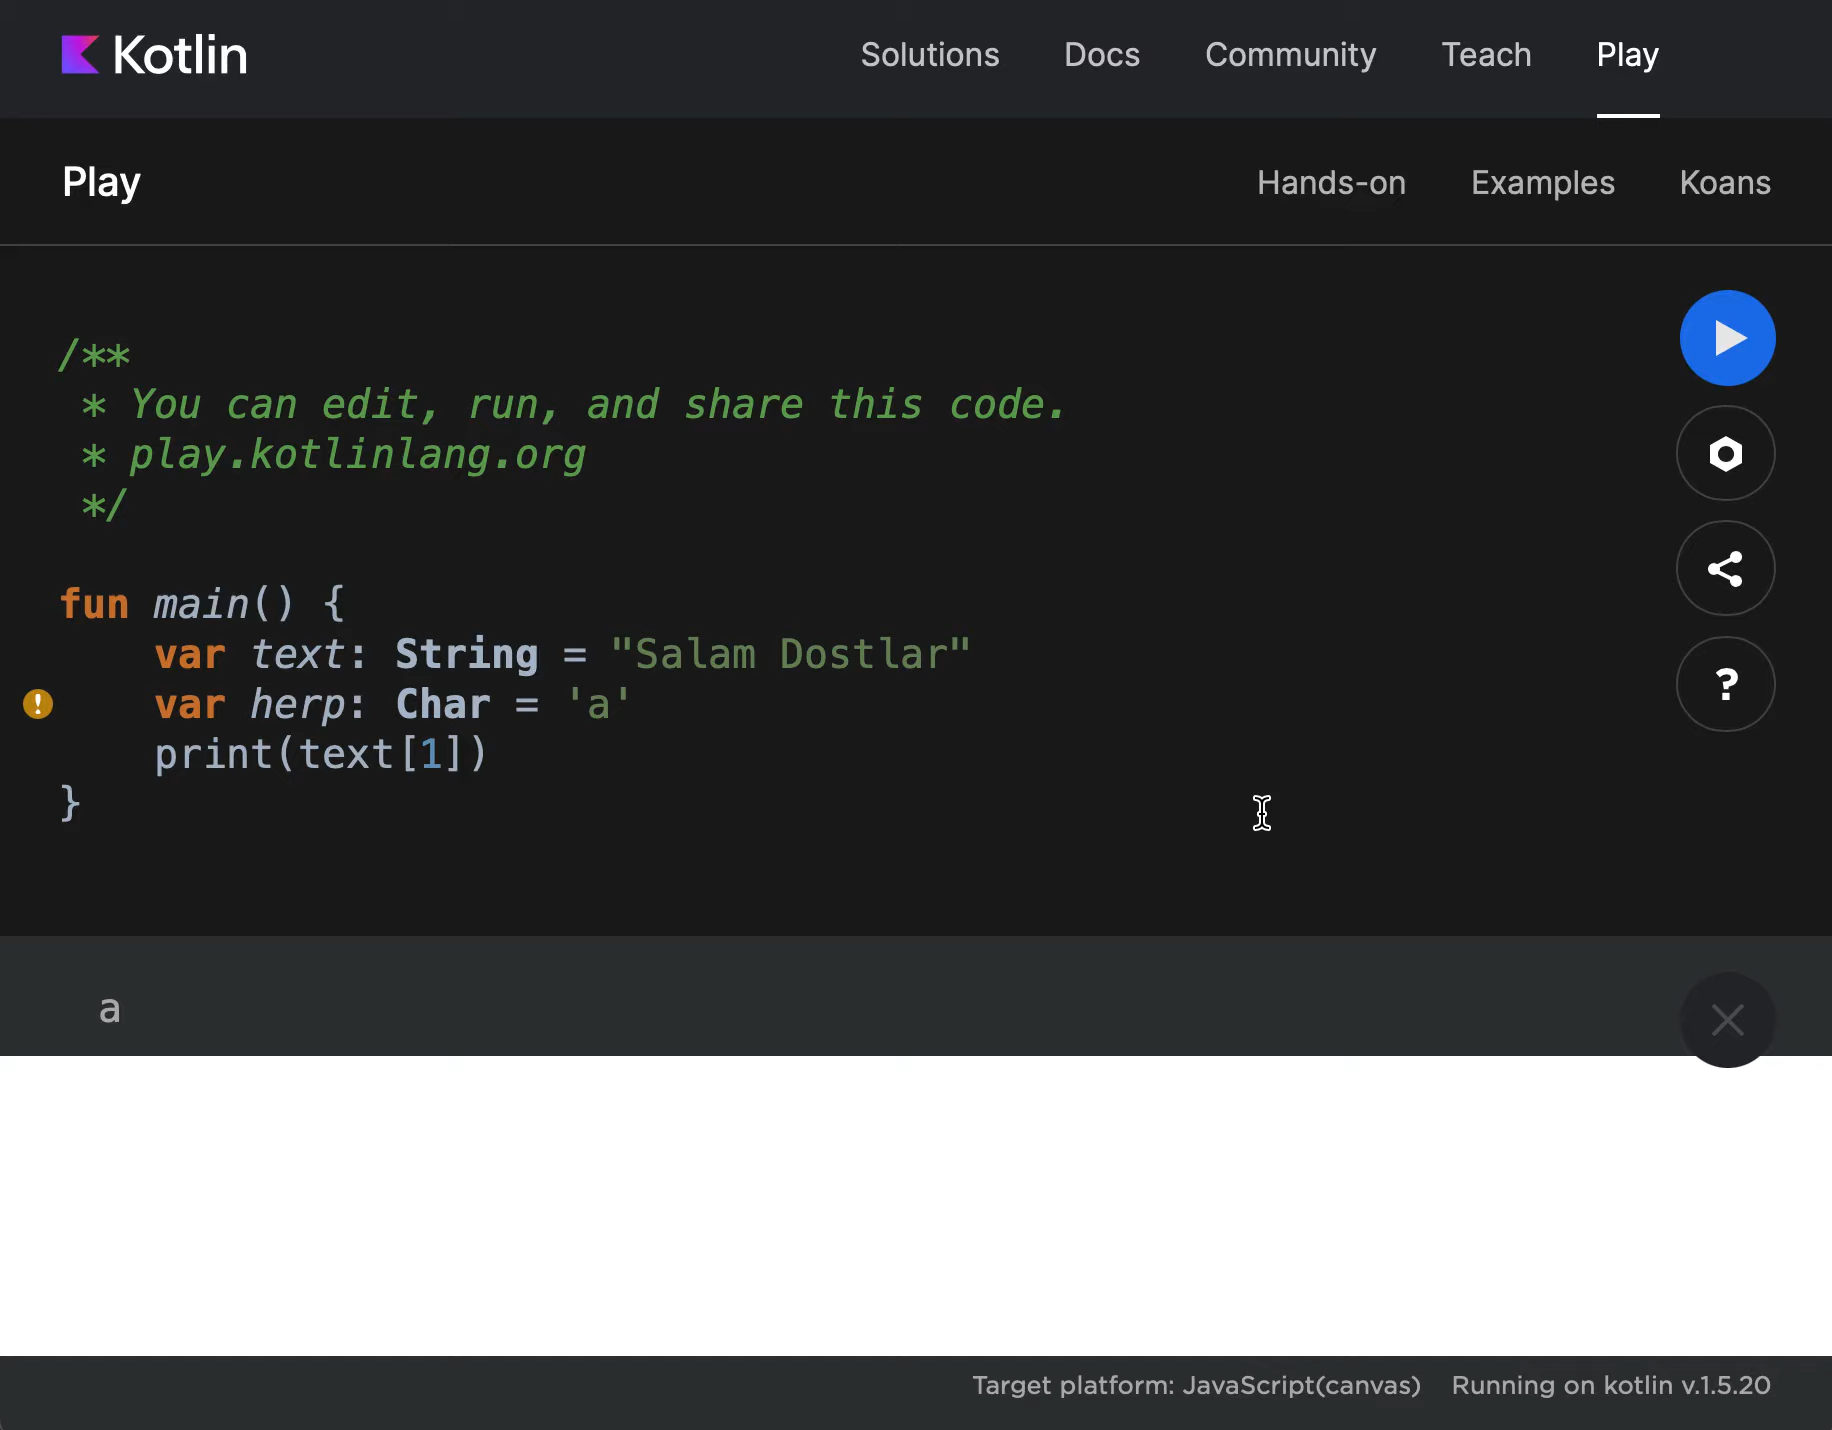 Kotlin Solutions Docs Community Teach Play
Play Hands-on Examples Koans
/**
 * You can edit, run, and share this code.
 * play.kotlinlang.org
 */
fun main() {
    var text: String = "Salam Dostlar"
    var herp: Char = 'a'
    print(text[1])
}
a
Target platform: JavaScript(canvas) Running on kotlin v.1.5.20